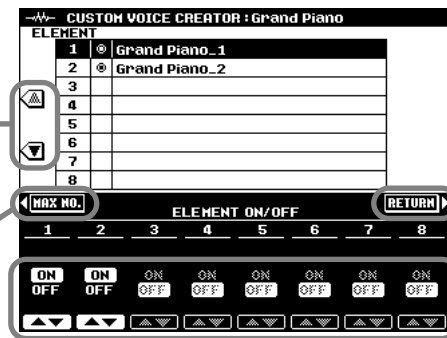 CUSTOM VOICE CREATOR : Grand Piano
ELEMENT
1 Grand Piano_1
2 Grand Piano_2
3
4
5
6
7
8
MAX NO. RETURN
ELEMENT ON/OFF
1 2 3 4 5 6 7 8
ON ON ON ON ON ON ON ON
OFF OFF OFF OFF OFF OFF OFF OFF